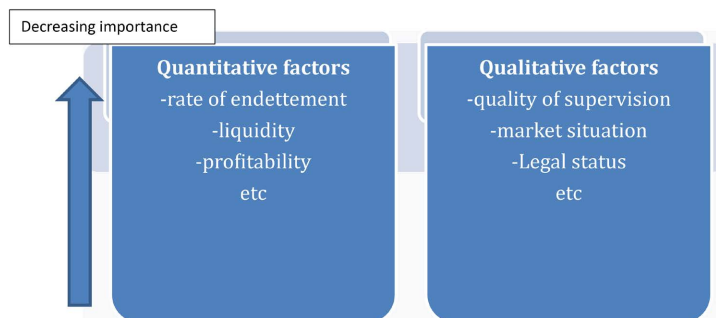 Decreasing importance
Quantitative factors
-rate of endettement
-liquidity
-profitability
etc
Qualitative factors
-quality of supervision
-market situation
-Legal status
etc